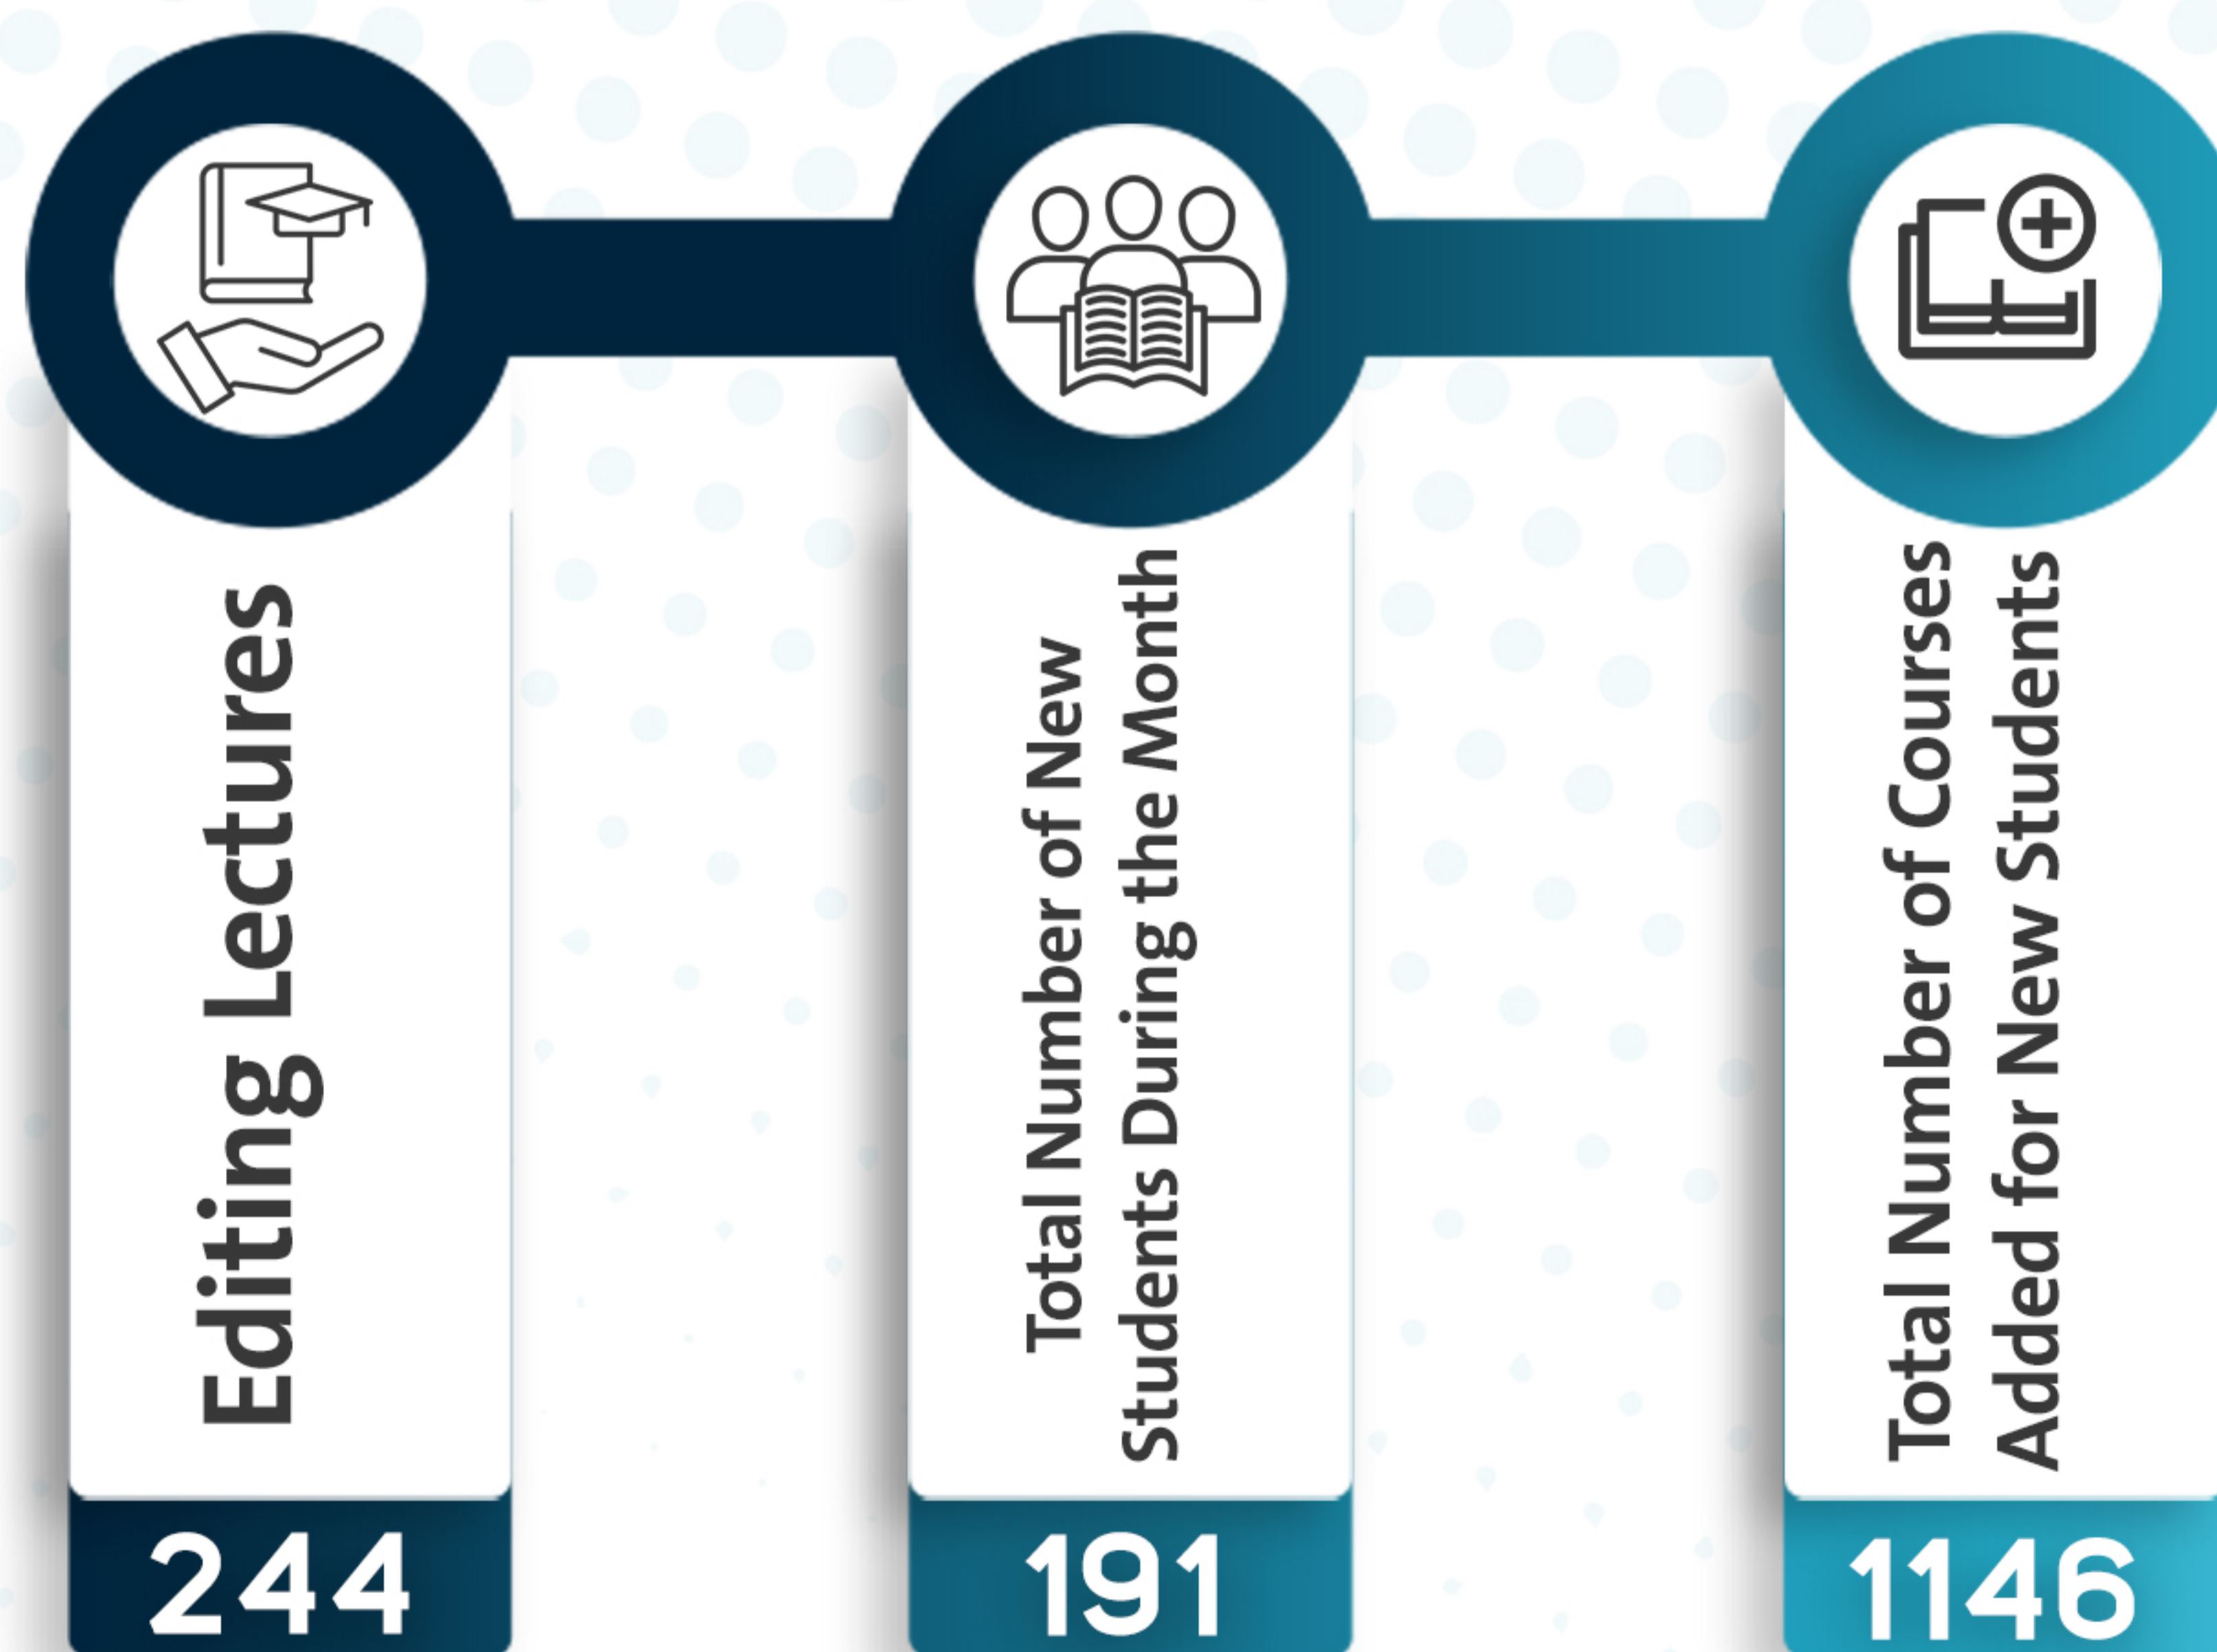 Editing Lectures
244
Total Number of New
Students During the Month
191
Total Number of Courses
Added for New Students
1146